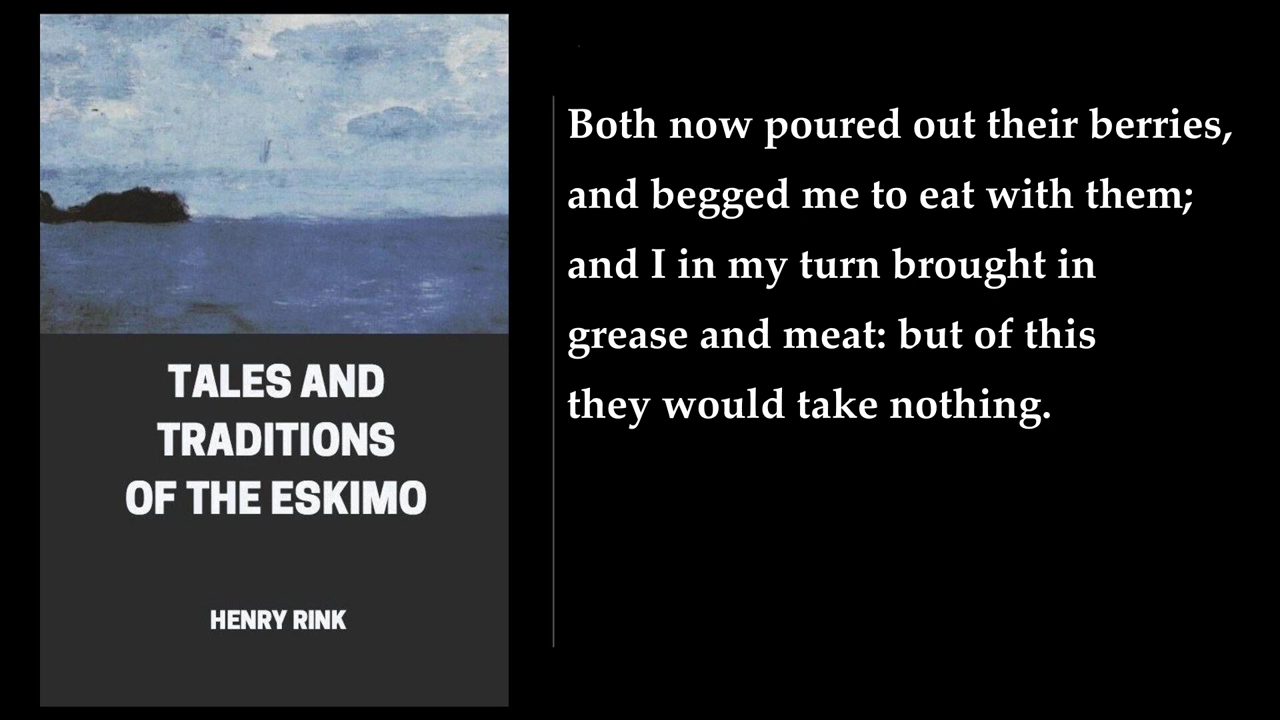 TALES AND
TRADITIONS
OF THE ESKIMO
HENRY RINK
Both now poured out their berries,
and begged me to eat with them;
and I in my turn brought in
grease and meat: but of this
they would take nothing.